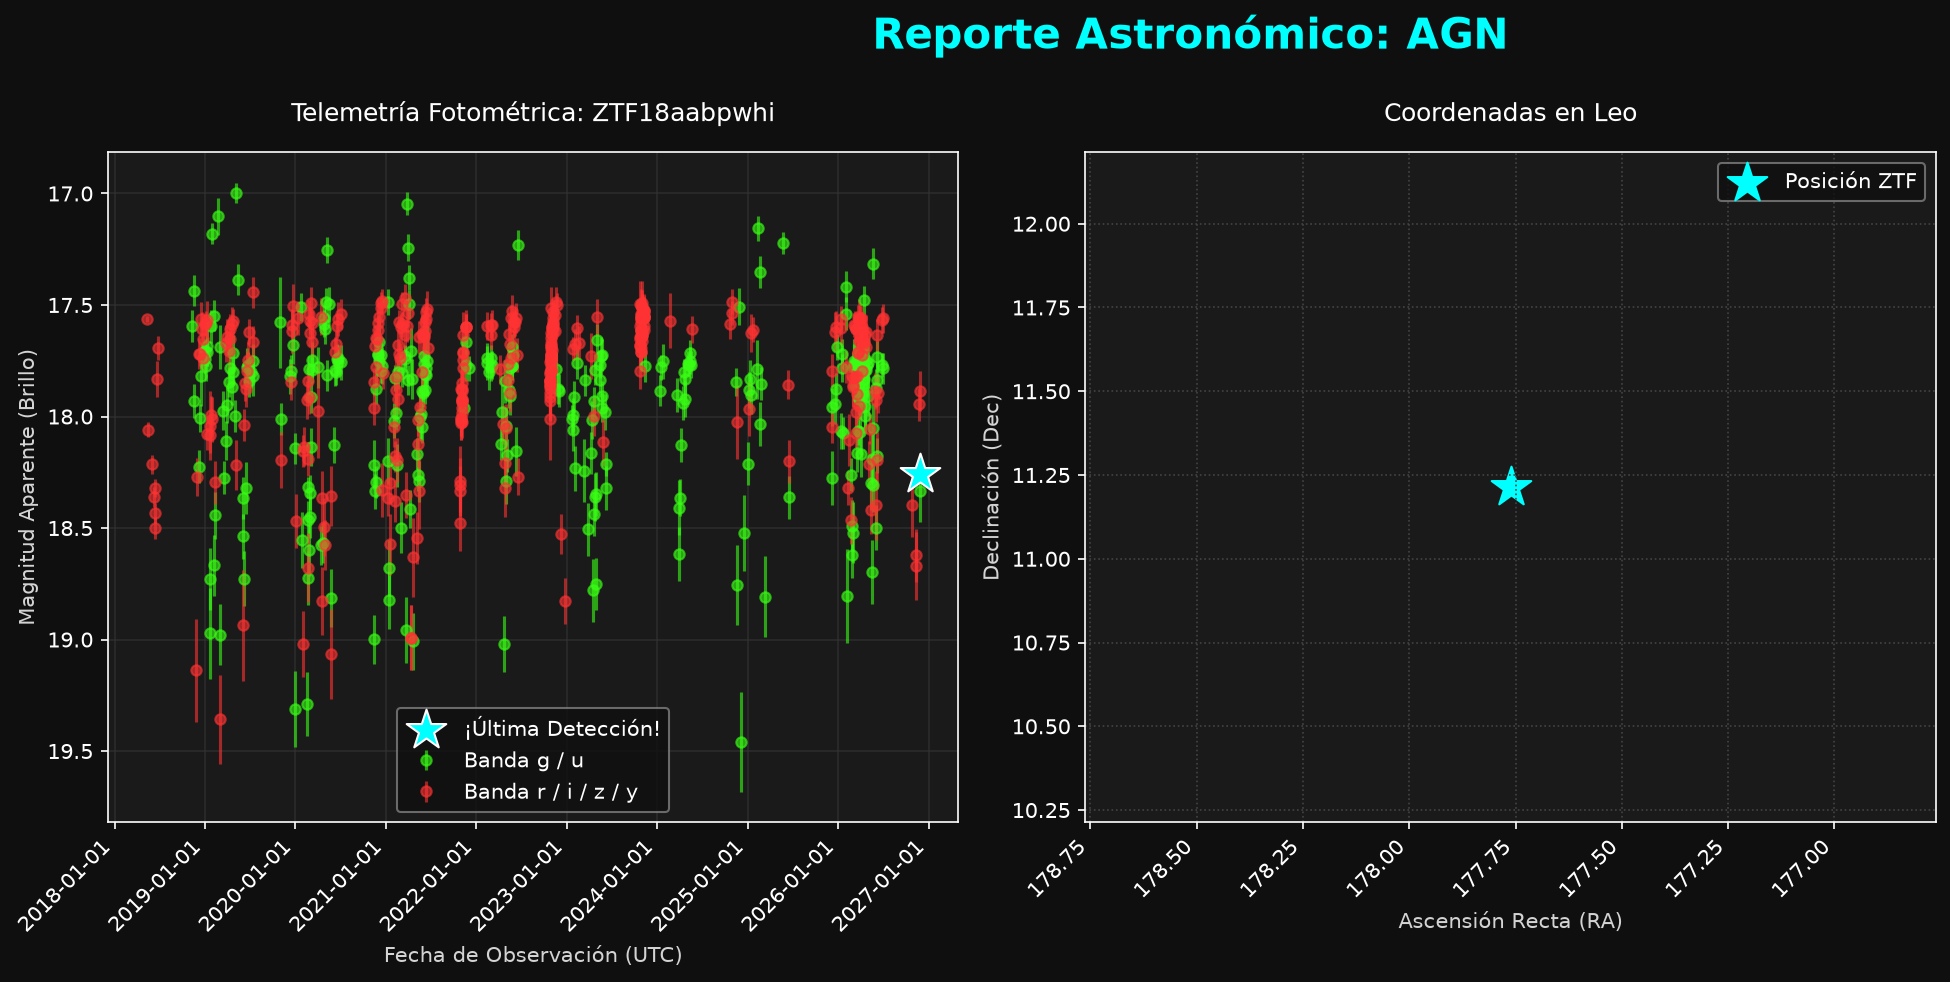 Reporte Astronómico: AGN
Telemetría Fotométrica: ZTF18aabpwhi
Magnitud Aparente (Brillo)
17.0
17.5
18.0
18.5
19.0
19.5
¡Última Detección!
Banda g / u
Banda r / i / z / y
2018-01-01
2019-01-01
2020-01-01
2021-01-01
2022-01-01
2023-01-01
2024-01-01
2025-01-01
2026-01-01
2027-01-01
Fecha de Observación (UTC)
Coordenadas en Leo
Posición ZTF
Declinación (Dec)
12.00
11.75
11.50
11.25
11.00
10.75
10.50
10.25
178.75
178.50
178.25
178.00
177.75
177.50
177.25
177.00
Ascensión Recta (RA)